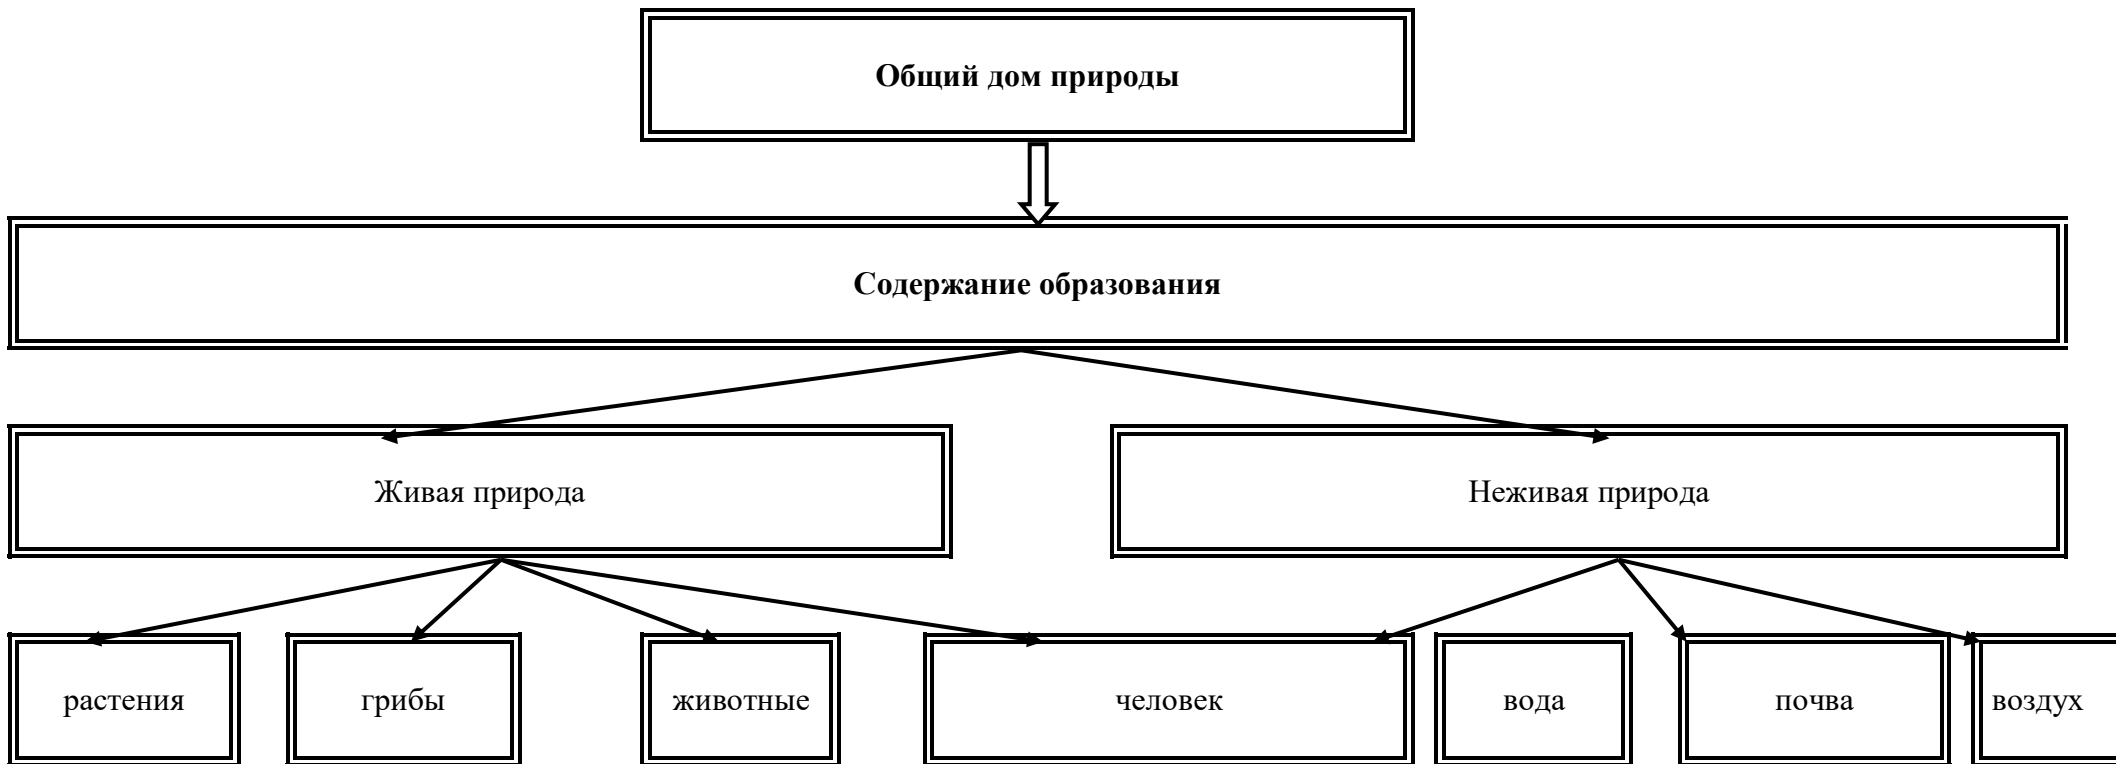 Общий дом природы
Содержание образования
Живая природа
Неживая природа
растения
грибы
животные
человек
вода
почва
воздух